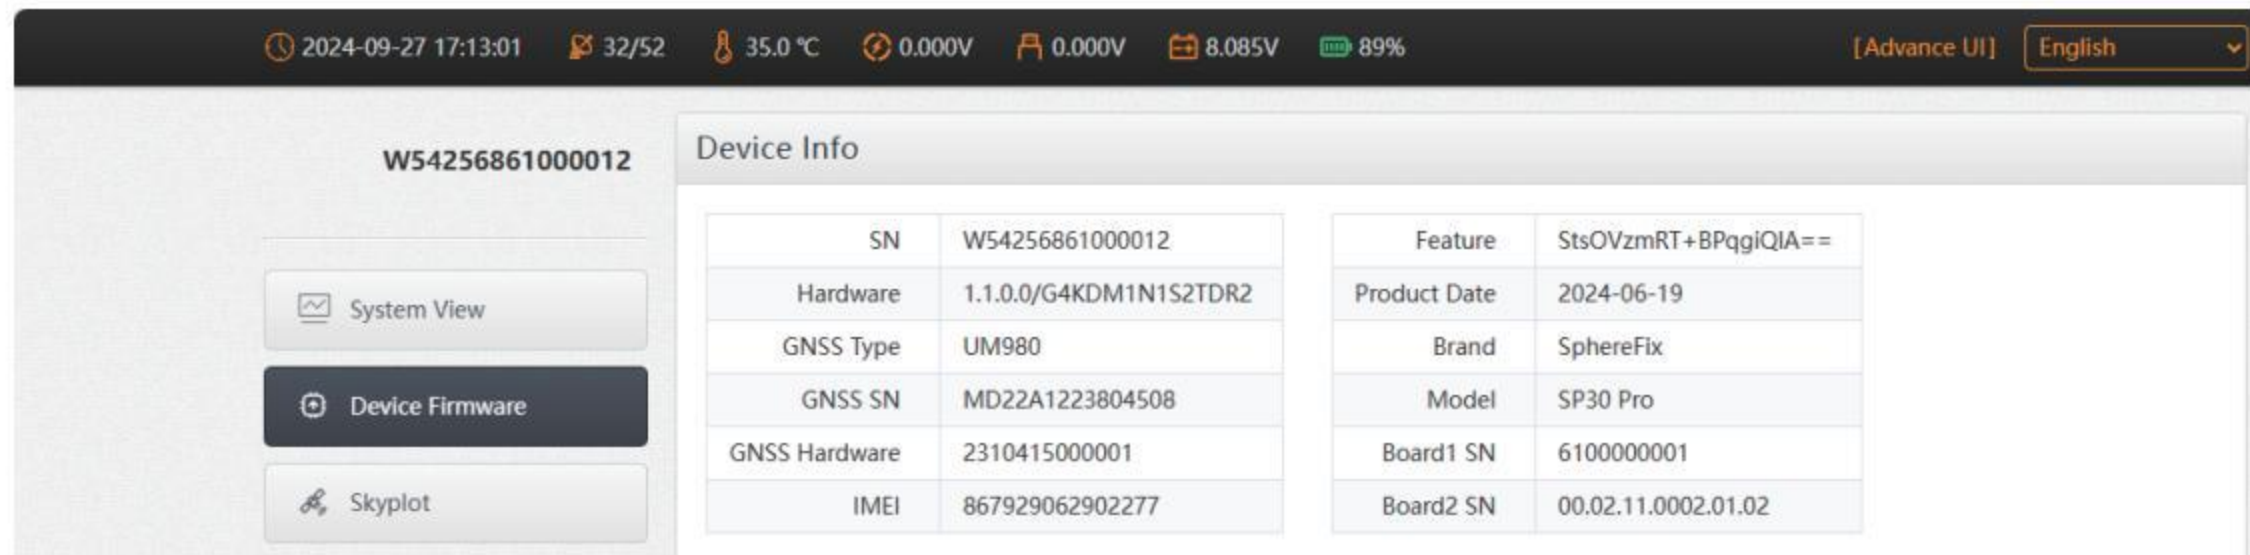 2024-09-27 17:13:01 32/52 35.0 ℃ 0.000V 0.000V 8.085V 89% [Advance UI] English
W54256861000012
System View
Device Firmware
Skyplot
Device Info
SN W54256861000012
Hardware 1.1.0.0/G4KDM1N1S2TDR2
GNSS Type UM980
GNSS SN MD22A1223804508
GNSS Hardware 2310415000001
IMEI 867929062902277
Feature StsOVzmRT+BPqgiQIA==
Product Date 2024-06-19
Brand SphereFix
Model SP30 Pro
Board1 SN 6100000001
Board2 SN 00.02.11.0002.01.02